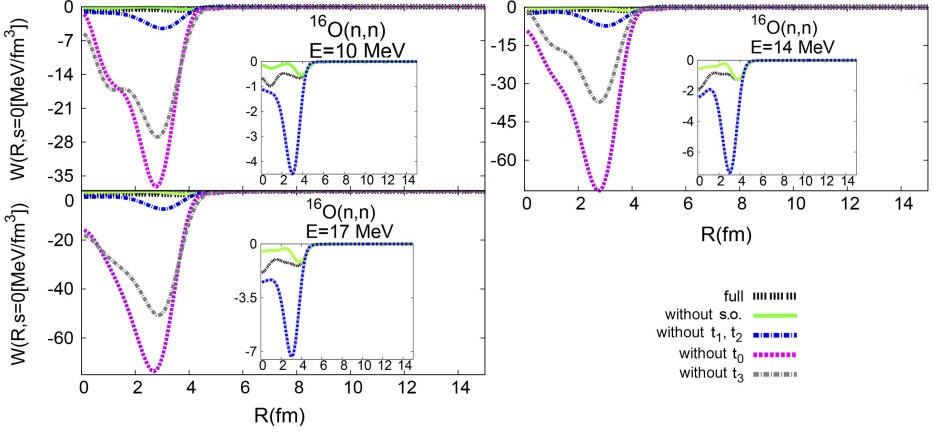 W(R,s=0[MeV/fm³])
0
-7
-14
-21
-28
-35
¹⁶O(n,n)
E=10 MeV
0
-1
-2
-3
-4
0 2 4 6 8 10 12 14
0
-15
-30
-45
-60
¹⁶O(n,n)
E=14 MeV
0
-2
-4
-6
0 2 4 6 8 10 12 14
0 2 4 6 8 10 12 14
R(fm)
W(R,s=0[MeV/fm³])
0
-20
-40
-60
¹⁶O(n,n)
E=17 MeV
0
-3.5
-7
0 2 4 6 8 10 12 14
0 2 4 6 8 10 12 14
R(fm)
full
without s.o.
without t₁, t₂
without t₀
without t₃